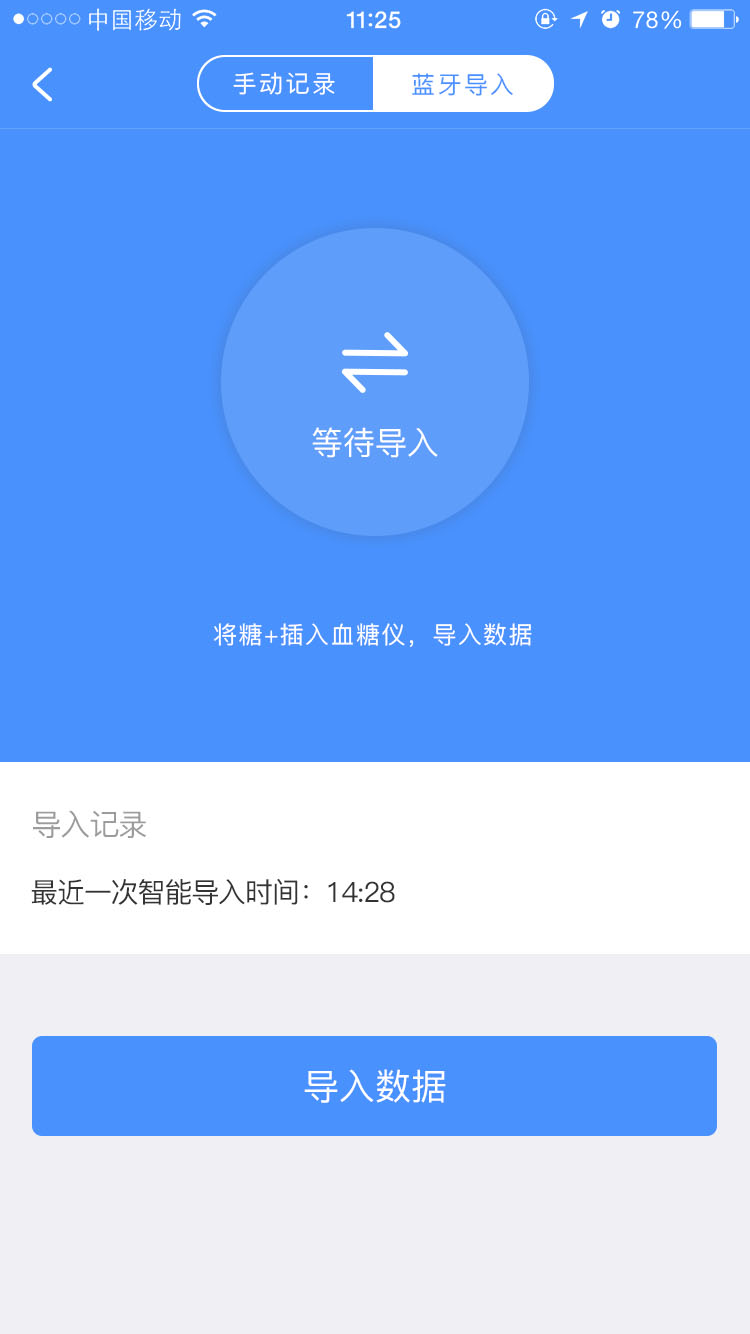 中国移动 11:25 78%
手动记录 蓝牙导入
等待导入
将糖+插入血糖仪，导入数据
导入记录
最近一次智能导入时间：14:28
导入数据